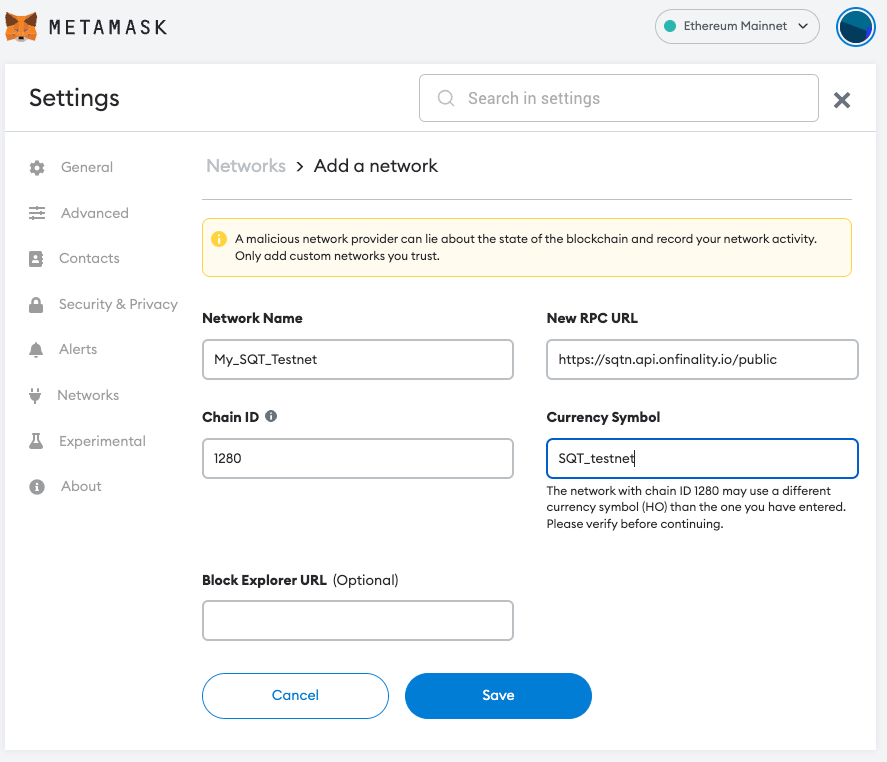 METAMASK
Ethereum Mainnet
Settings
Search in settings
General
Advanced
Contacts
Security & Privacy
Alerts
Networks
Experimental
About
Networks > Add a network
A malicious network provider can lie about the state of the blockchain and record your network activity.
Only add custom networks you trust.
Network Name
My_SQT_Testnet
New RPC URL
https://sqtn.api.onfinality.io/public
Chain ID
1280
Currency Symbol
SQT_testnet
The network with chain ID 1280 may use a different
currency symbol (HO) than the one you have entered.
Please verify before continuing.
Block Explorer URL (Optional)
Cancel
Save